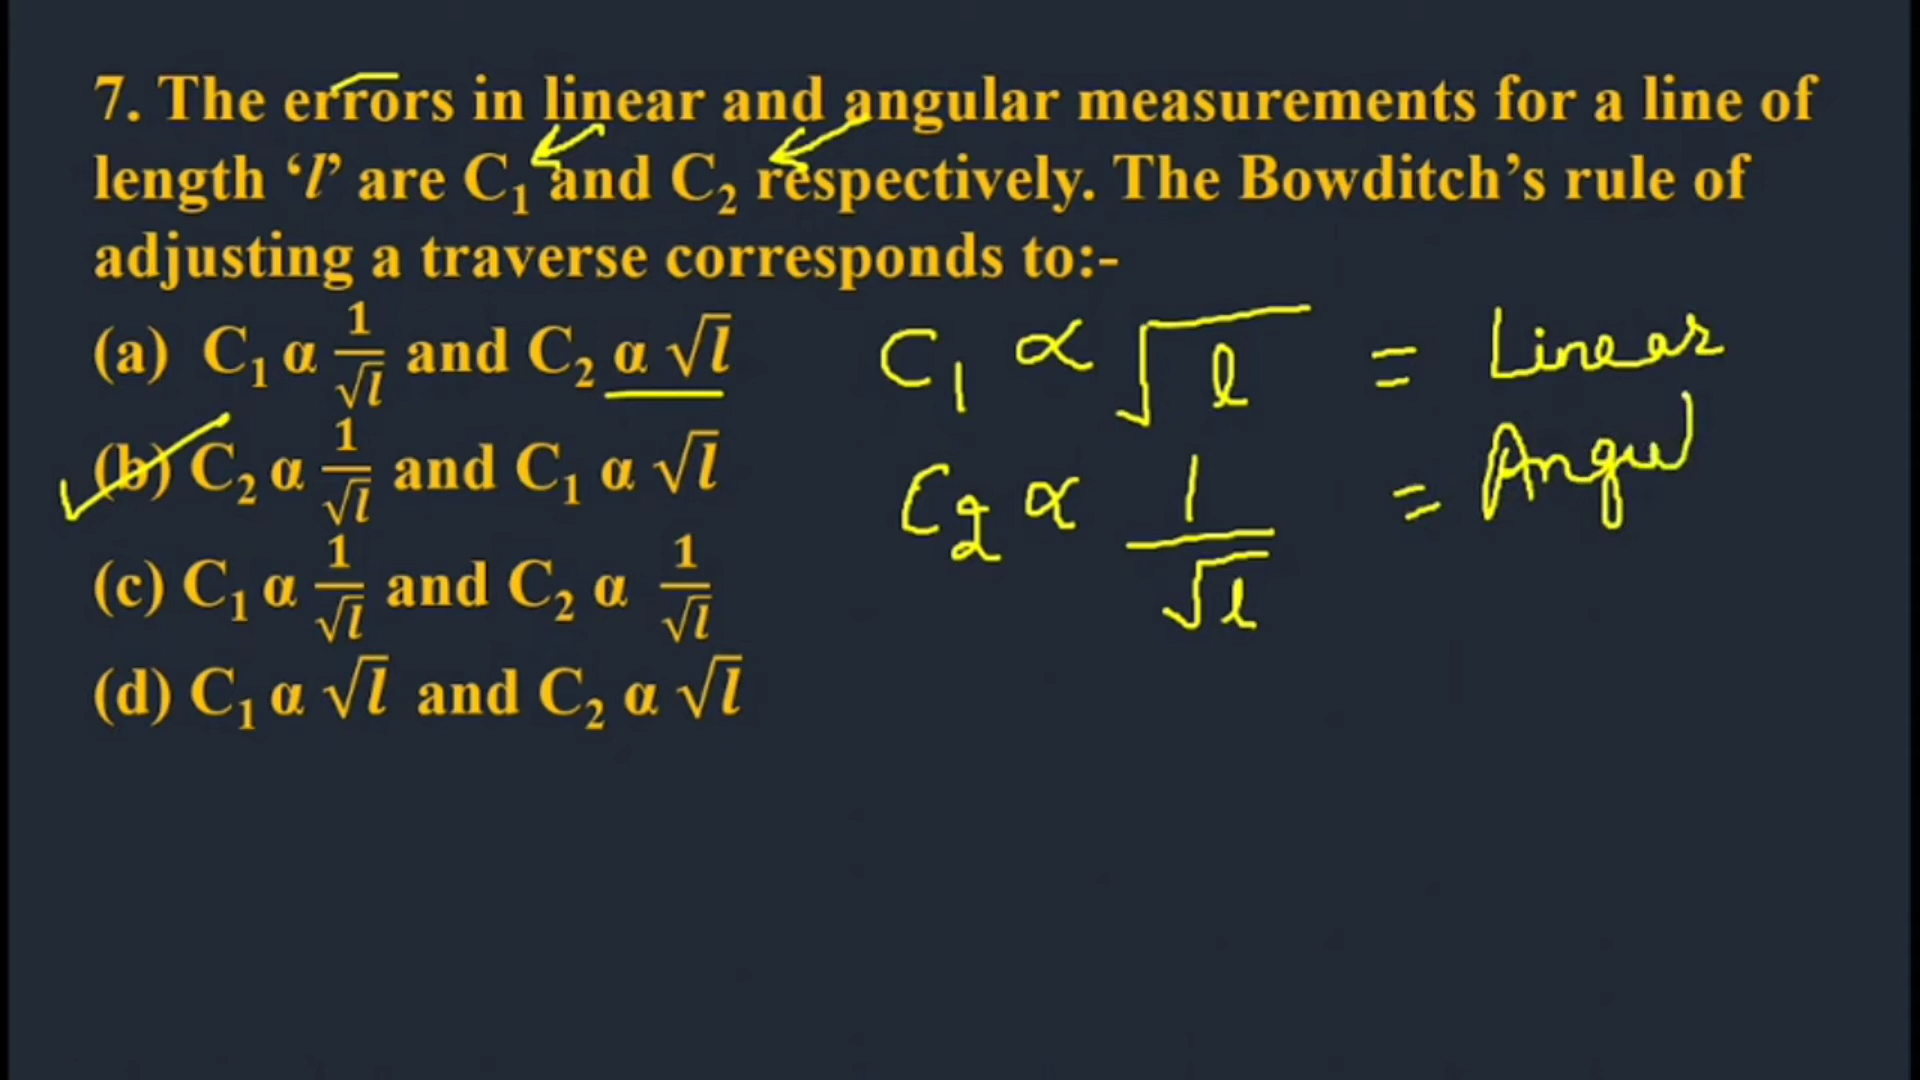 7. The errors in linear and angular measurements for a line of
length ‘l’ are C₁ and C₂ respectively. The Bowditch’s rule of
adjusting a traverse corresponds to:-
(a) C₁ α 1/√l and C₂ α √l
(b) C₂ α 1/√l and C₁ α √l
(c) C₁ α 1/√l and C₂ α 1/√l
(d) C₁ α √l and C₂ α √l
C₁ ∝ √l = Linear
C₂ ∝ 1/√l = Angul